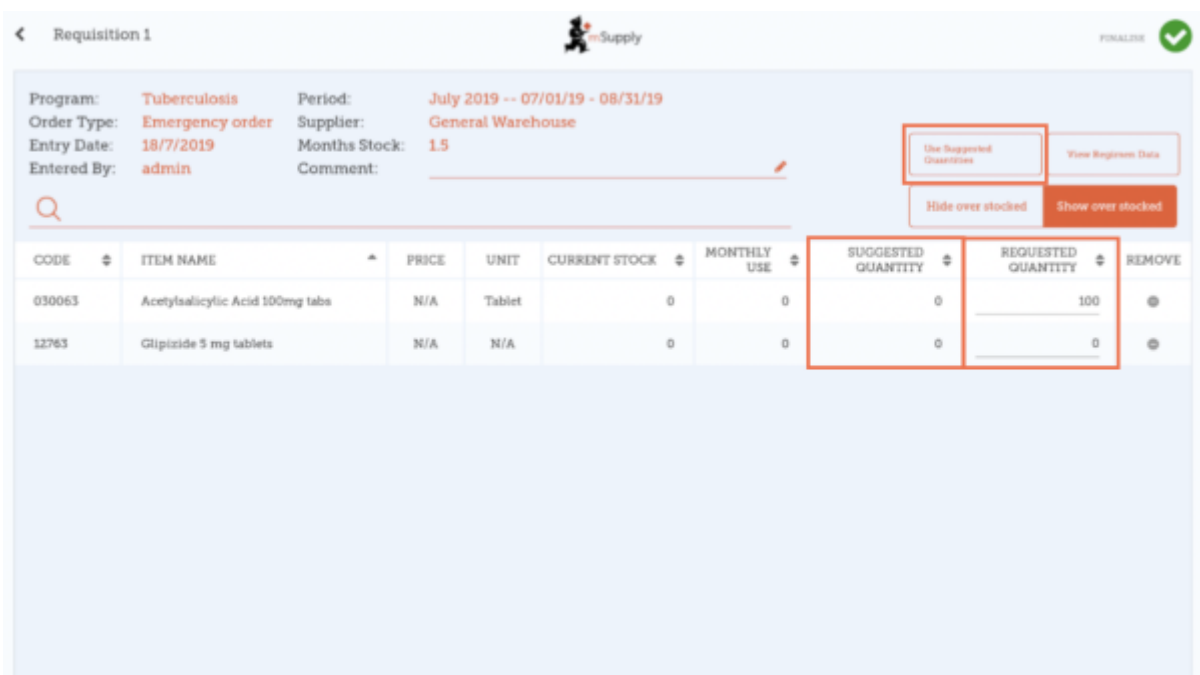 Requisition 1
mSupply
FINALISE
Program: Tuberculosis Period: July 2019 -- 07/01/19 - 08/31/19
Order Type: Emergency order Supplier: General Warehouse
Entry Date: 18/7/2019 Months Stock: 1.5
Entered By: admin Comment:
Use Suggested
Quantities
View Regimen Data
Hide over stocked Show over stocked
CODE ITEM NAME PRICE UNIT CURRENT STOCK MONTHLY USE SUGGESTED QUANTITY REQUESTED QUANTITY REMOVE
030063 Acetylsalicylic Acid 100mg tabs N/A Tablet 0 0 0 100
12763 Glipizide 5 mg tablets N/A N/A 0 0 0 0